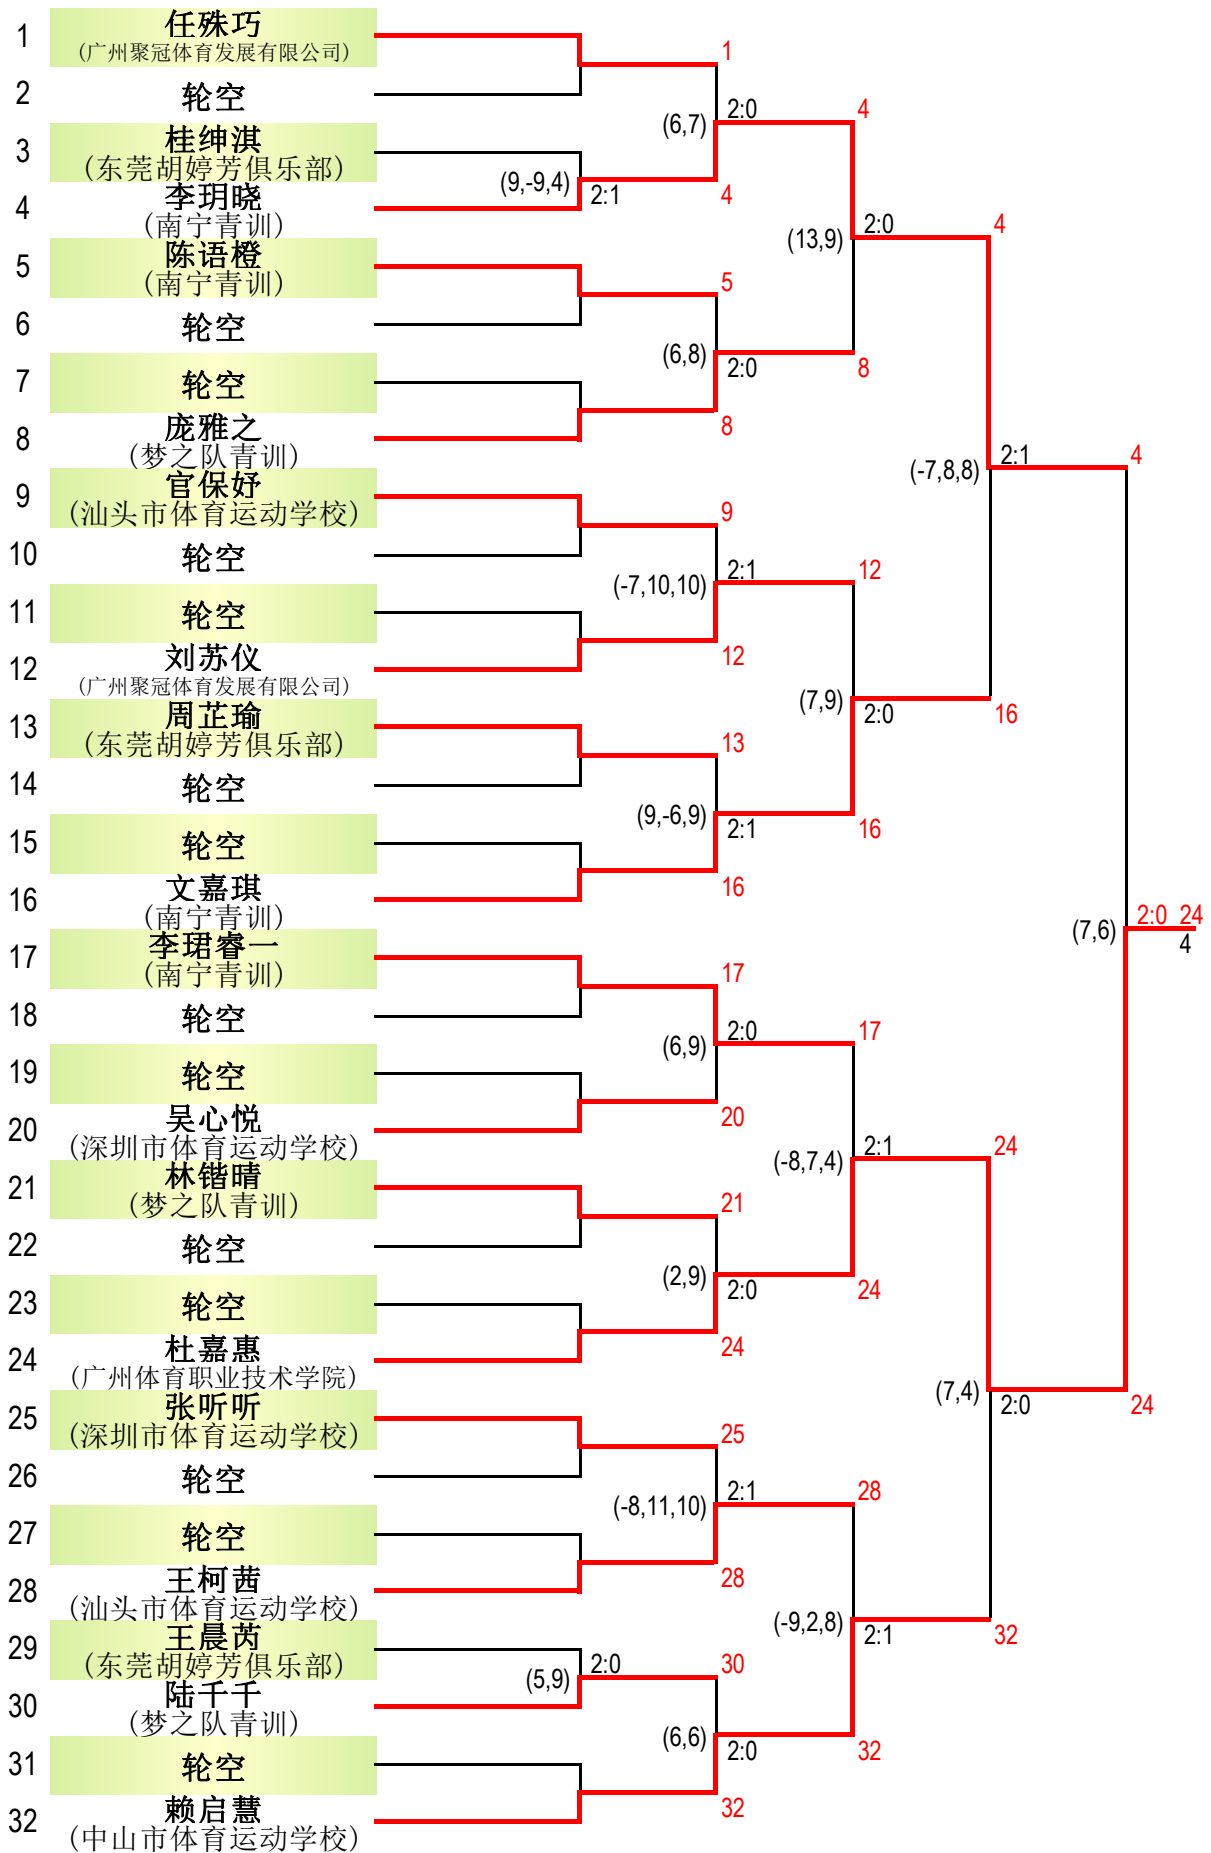 1 任殊巧
(广州聚冠体育发展有限公司)
2 轮空
3 桂绅淇
(东莞胡婷芳俱乐部)
4 李玥晓
(南宁青训)
5 陈语橙
(南宁青训)
6 轮空
7 轮空
8 庞雅之
(梦之队青训)
9 官保妤
(汕头市体育运动学校)
10 轮空
11 轮空
12 刘苏仪
(广州聚冠体育发展有限公司)
13 周芷瑜
(东莞胡婷芳俱乐部)
14 轮空
15 轮空
16 文嘉琪
(南宁青训)
17 李珺睿一
(南宁青训)
18 轮空
19 轮空
20 吴心悦
(深圳市体育运动学校)
21 林锴晴
(梦之队青训)
22 轮空
23 轮空
24 杜嘉惠
(广州体育职业技术学院)
25 张听听
(深圳市体育运动学校)
26 轮空
27 轮空
28 王柯茜
(汕头市体育运动学校)
29 王晨芮
(东莞胡婷芳俱乐部)
30 陆千千
(梦之队青训)
31 轮空
32 赖启慧
(中山市体育运动学校)
(9,-9,4) 2:1
(5,9) 2:0
1
(6,7) 2:0
4
5
(6,8) 2:0
8
9
(-7,10,10) 2:1
12
13
(9,-6,9) 2:1
16
17
(6,9) 2:0
20
21
(2,9) 2:0
24
25
(-8,11,10) 2:1
28
30
(6,6) 2:0
32
4
(13,9) 2:0
8
12
(7,9) 2:0
16
17
(-8,7,4) 2:1
24
28
(-9,2,8) 2:1
32
4
(-7,8,8) 2:1
16
24
(7,4) 2:0
32
4
(7,6) 2:0 24
4
24